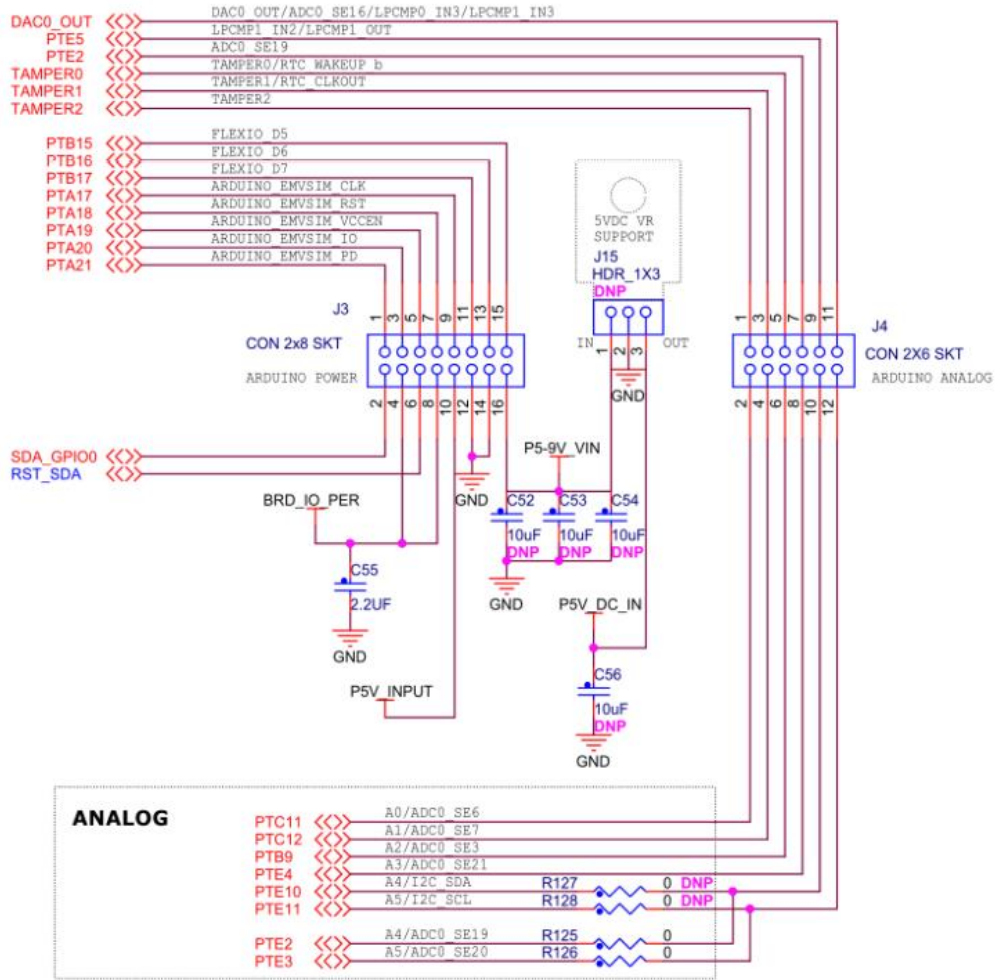 DAC0_OUT DAC0_OUT/ADC0_SE16/LPCMP0_IN3/LPCMP1_IN3
PTE5 LPCMP1_IN2/LPCMP1_OUT
PTE2 ADC0_SE19
TAMPER0 TAMPER0/RTC_WAKEUP_b
TAMPER1 TAMPER1/RTC_CLKOUT
TAMPER2 TAMPER2
PTB15 FLEXIO_D5
PTB16 FLEXIO_D6
PTB17 FLEXIO_D7
PTA17 ARDUINO_EMVSIM_CLK
PTA18 ARDUINO_EMVSIM_RST
PTA19 ARDUINO_EMVSIM_VCCEN
PTA20 ARDUINO_EMVSIM_IO
PTA21 ARDUINO_EMVSIM_PD
5VDC VR
SUPPORT
J15
HDR_1X3
DNP
IN 1 2 3 OUT
GND
J3
CON 2x8 SKT
ARDUINO POWER
1 3 5 7 9 11 13 15
2 4 6 8 10 12 14 16
J4
CON 2X6 SKT
ARDUINO ANALOG
1 3 5 7 9 11
2 4 6 8 10 12
SDA_GPIO0
RST_SDA
GND
P5-9V_VIN
C52 C53 C54
10uF 10uF 10uF
DNP DNP DNP
GND
BRD_IO_PER
C55
2.2UF
GND
P5V_DC_IN
C56
10uF
DNP
GND
P5V_INPUT
ANALOG
PTC11 A0/ADC0_SE6
PTC12 A1/ADC0_SE7
PTB9 A2/ADC0_SE3
PTE4 A3/ADC0_SE21
PTE10 A4/I2C_SDA R127 0 DNP
PTE11 A5/I2C_SCL R128 0 DNP
PTE2 A4/ADC0_SE19 R125 0
PTE3 A5/ADC0_SE20 R126 0